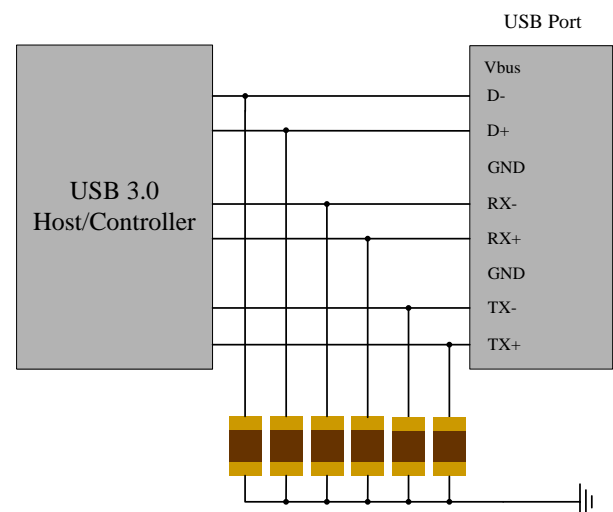 USB Port
Vbus
D-
D+
GND
USB 3.0
Host/Controller
RX-
RX+
GND
TX-
TX+